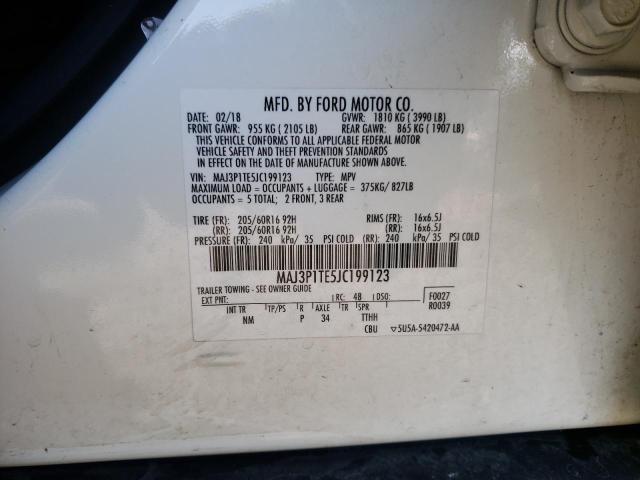 MFD. BY FORD MOTOR CO.
DATE: 02/18 GVWR: 1810 KG ( 3990 LB)
FRONT GAWR: 955 KG ( 2105 LB) REAR GAWR: 865 KG ( 1907 LB)
THIS VEHICLE CONFORMS TO ALL APPLICABLE FEDERAL MOTOR
VEHICLE SAFETY AND THEFT PREVENTION STANDARDS IN EFFECT
ON THE DATE OF MANUFACTURE SHOWN ABOVE.
VIN: MAJ3P1TE5JC199123 TYPE: MPV
MAXIMUM LOAD = OCCUPANTS + LUGGAGE = 375KG/ 827LB
OCCUPANTS = 5 TOTAL; 2 FRONT, 3 REAR
TIRE (FR): 205/60R16 92H RIMS (FR): 16x6.5J
(RR): 205/60R16 92H (RR): 16x6.5J
PRESSURE (FR): 240 kPa/ 35 PSI COLD (RR): 240 kPa/ 35 PSI COLD
MAJ3P1TE5JC199123
TRAILER TOWING - SEE OWNER GUIDE
EXT PNT: RC: 4B DSO: F0027
R0039
INT TR TP/PS R AXLE TR SPR
NM P 34 TTHH
CBU ▽5U5A-5420472-AA